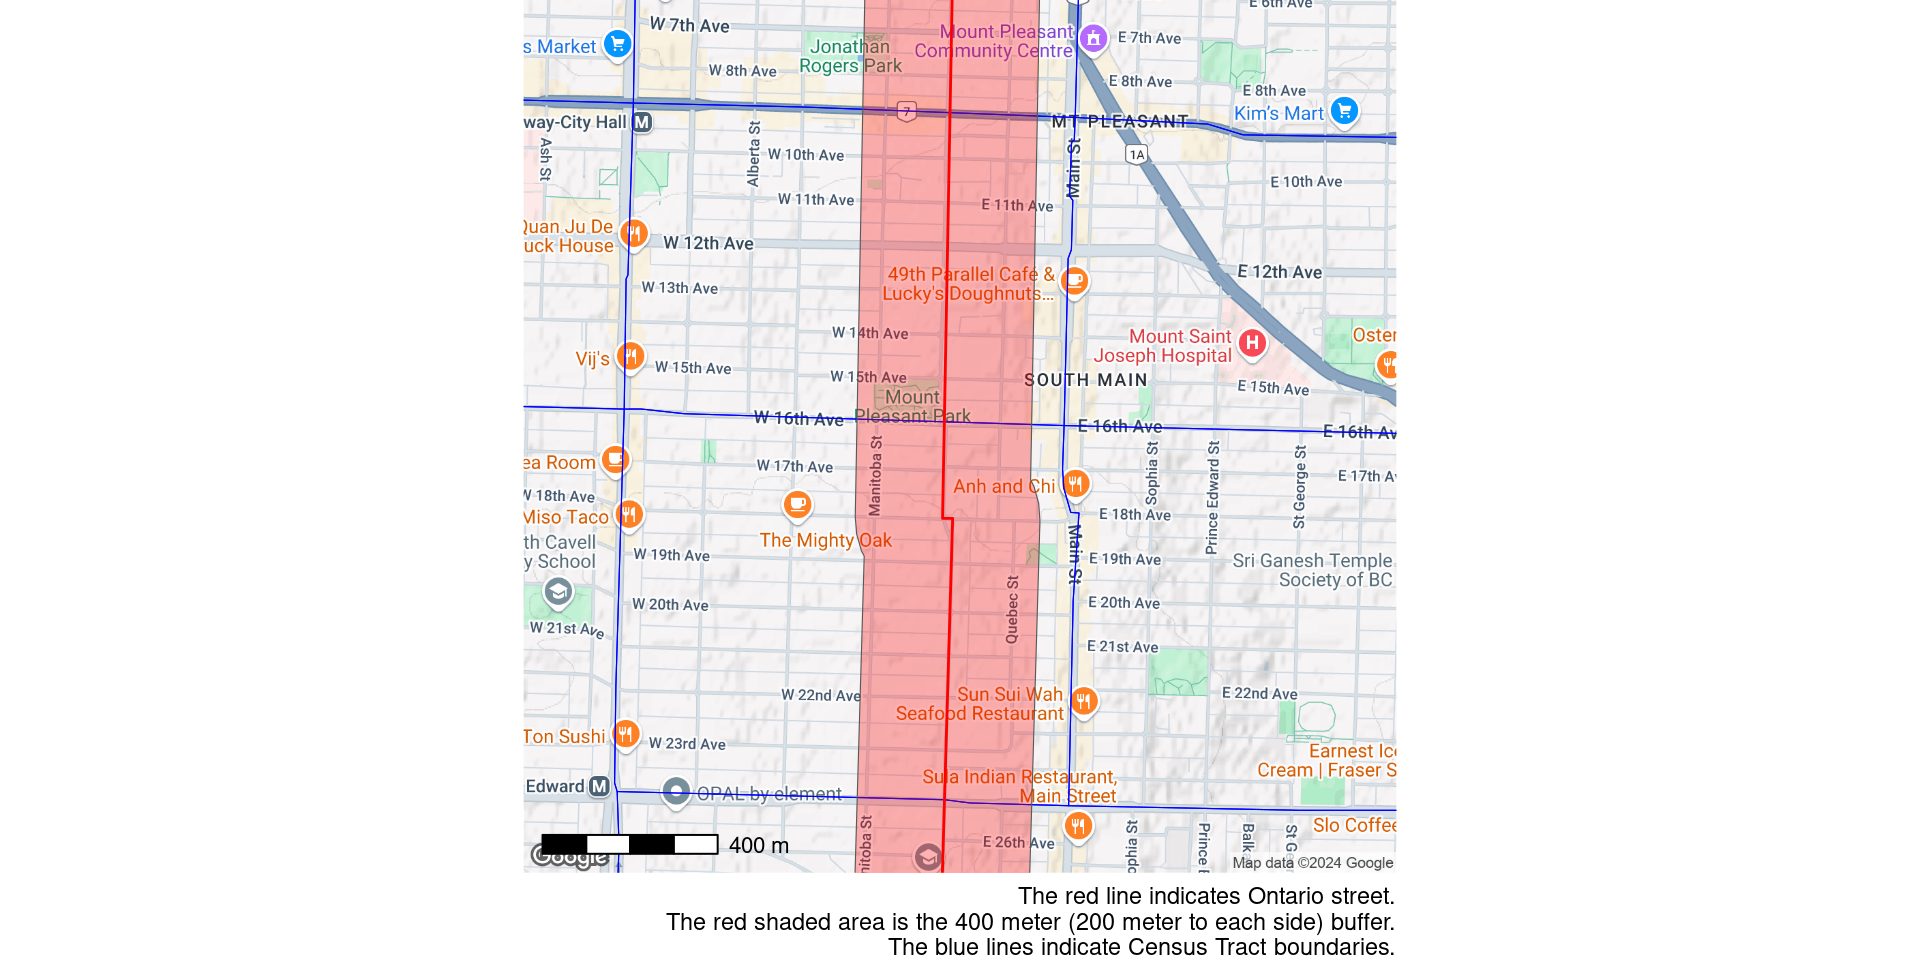 E 6th Ave
W 7th Ave
Mount Pleasant
Community Centre
E 7th Ave
s Market
Jonathan
Rogers Park
W 8th Ave
E 8th Ave
E 8th Ave
7
Kim's Mart
way-City Hall
M
MT PLEASANT
Ash St
Alberta St
W 10th Ave
Main St
1A
E 10th Ave
W 11th Ave
E 11th Ave
Quan Ju De
uck House
W 12th Ave
E 12th Ave
49th Parallel Café &
Lucky's Doughnuts...
W 13th Ave
W 14th Ave
Mount Saint
Joseph Hospital
H
Oster
Vij's
W 15th Ave
W 15th Ave
SOUTH MAIN
E 15th Ave
Mount
Pleasant Park
W 16th Ave
E 16th Ave
E 16th Av
Manitoba St
Sophia St
Prince Edward St
St George St
ea Room
W 17th Ave
E 17th A
Anh and Chi
W 18th Ave
Miso Taco
E 18th Ave
The Mighty Oak
th Cavell
y School
W 19th Ave
Main St
E 19th Ave
Sri Ganesh Temple
Society of BC
Quebec St
W 20th Ave
E 20th Ave
W 21st Ave
E 21st Ave
W 22nd Ave
Sun Sui Wah
Seafood Restaurant
E 22nd Ave
Ton Sushi
W 23rd Ave
Earnest Ic
Cream | Fraser S
Edward
M
OPAL by element
Sula Indian Restaurant,
Main Street
itoba St
E 26th Ave
ophia St
Prince E
Balk
St G
Slo Coffee
400 m
Google
Map data ©2024 Google
The red line indicates Ontario street.
The red shaded area is the 400 meter (200 meter to each side) buffer.
The blue lines indicate Census Tract boundaries.